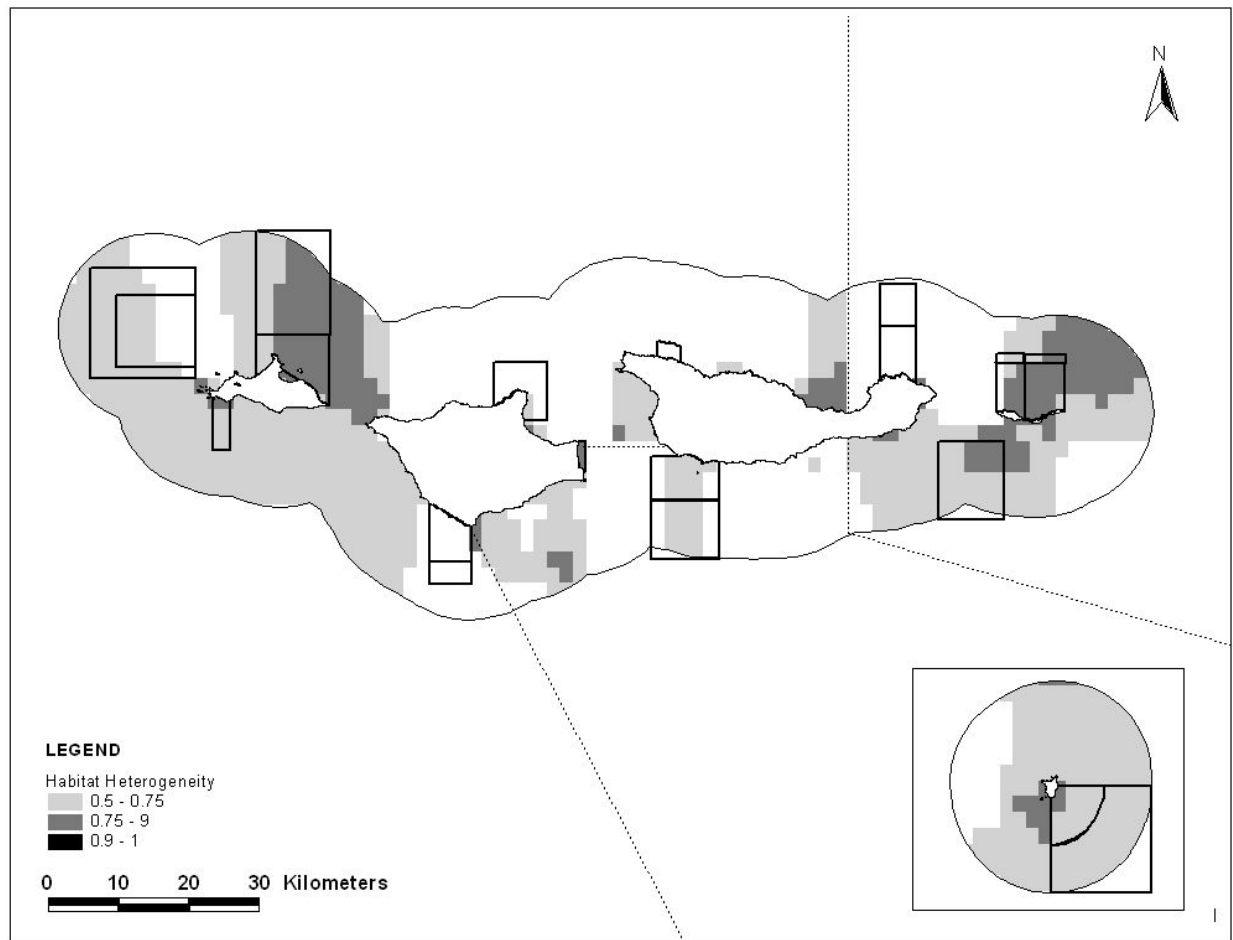 N
LEGEND
Habitat Heterogeneity
0.5 - 0.75
0.75 - 9
0.9 - 1
0 10 20 30 Kilometers